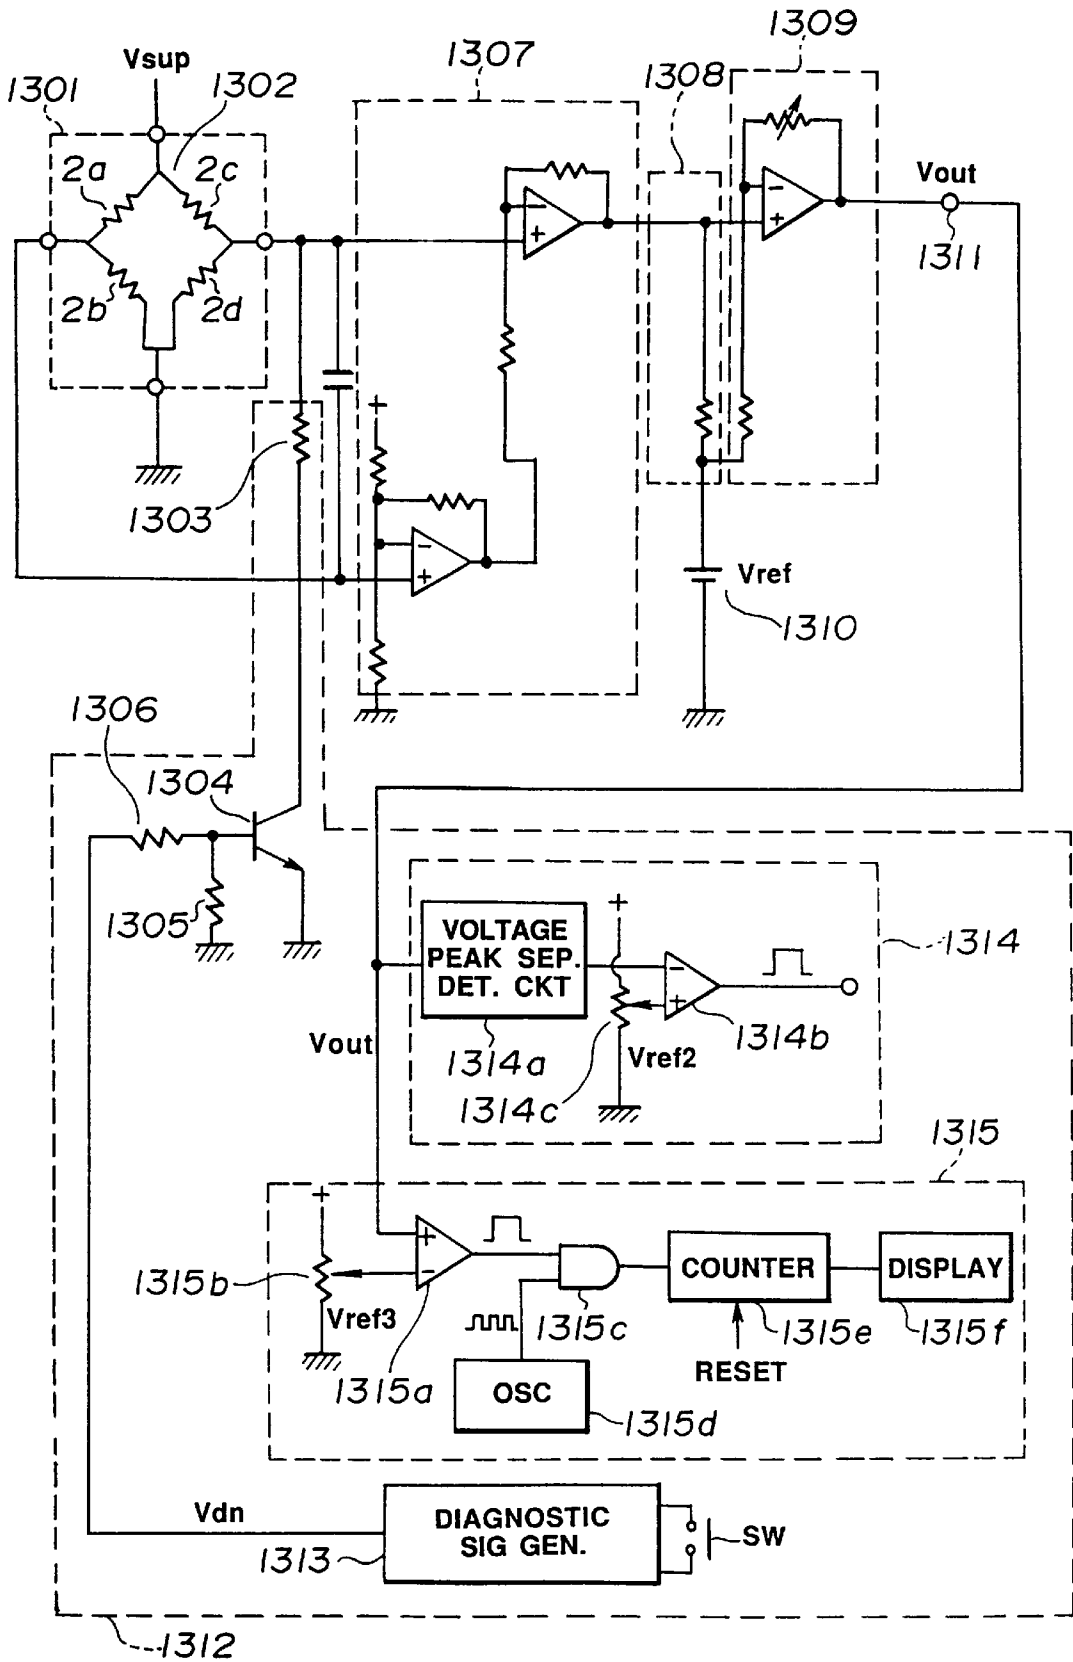 1309
1307
Vsup
1308
1301
1302
2a
2c
Vout
−
−
+
+
1311
2b
2d
+
1303
−
+
Vref
1310
1306
1304
1305
+
VOLTAGE
PEAK SEP.
DET. CKT
−
+
1314
1314b
Vout
1314a
Vref2
1314c
1315
+
+
−
COUNTER
DISPLAY
1315b
Vref3
1315c
1315e
1315f
RESET
1315a
OSC
1315d
Vdn
DIAGNOSTIC
SIG GEN.
SW
1313
1312